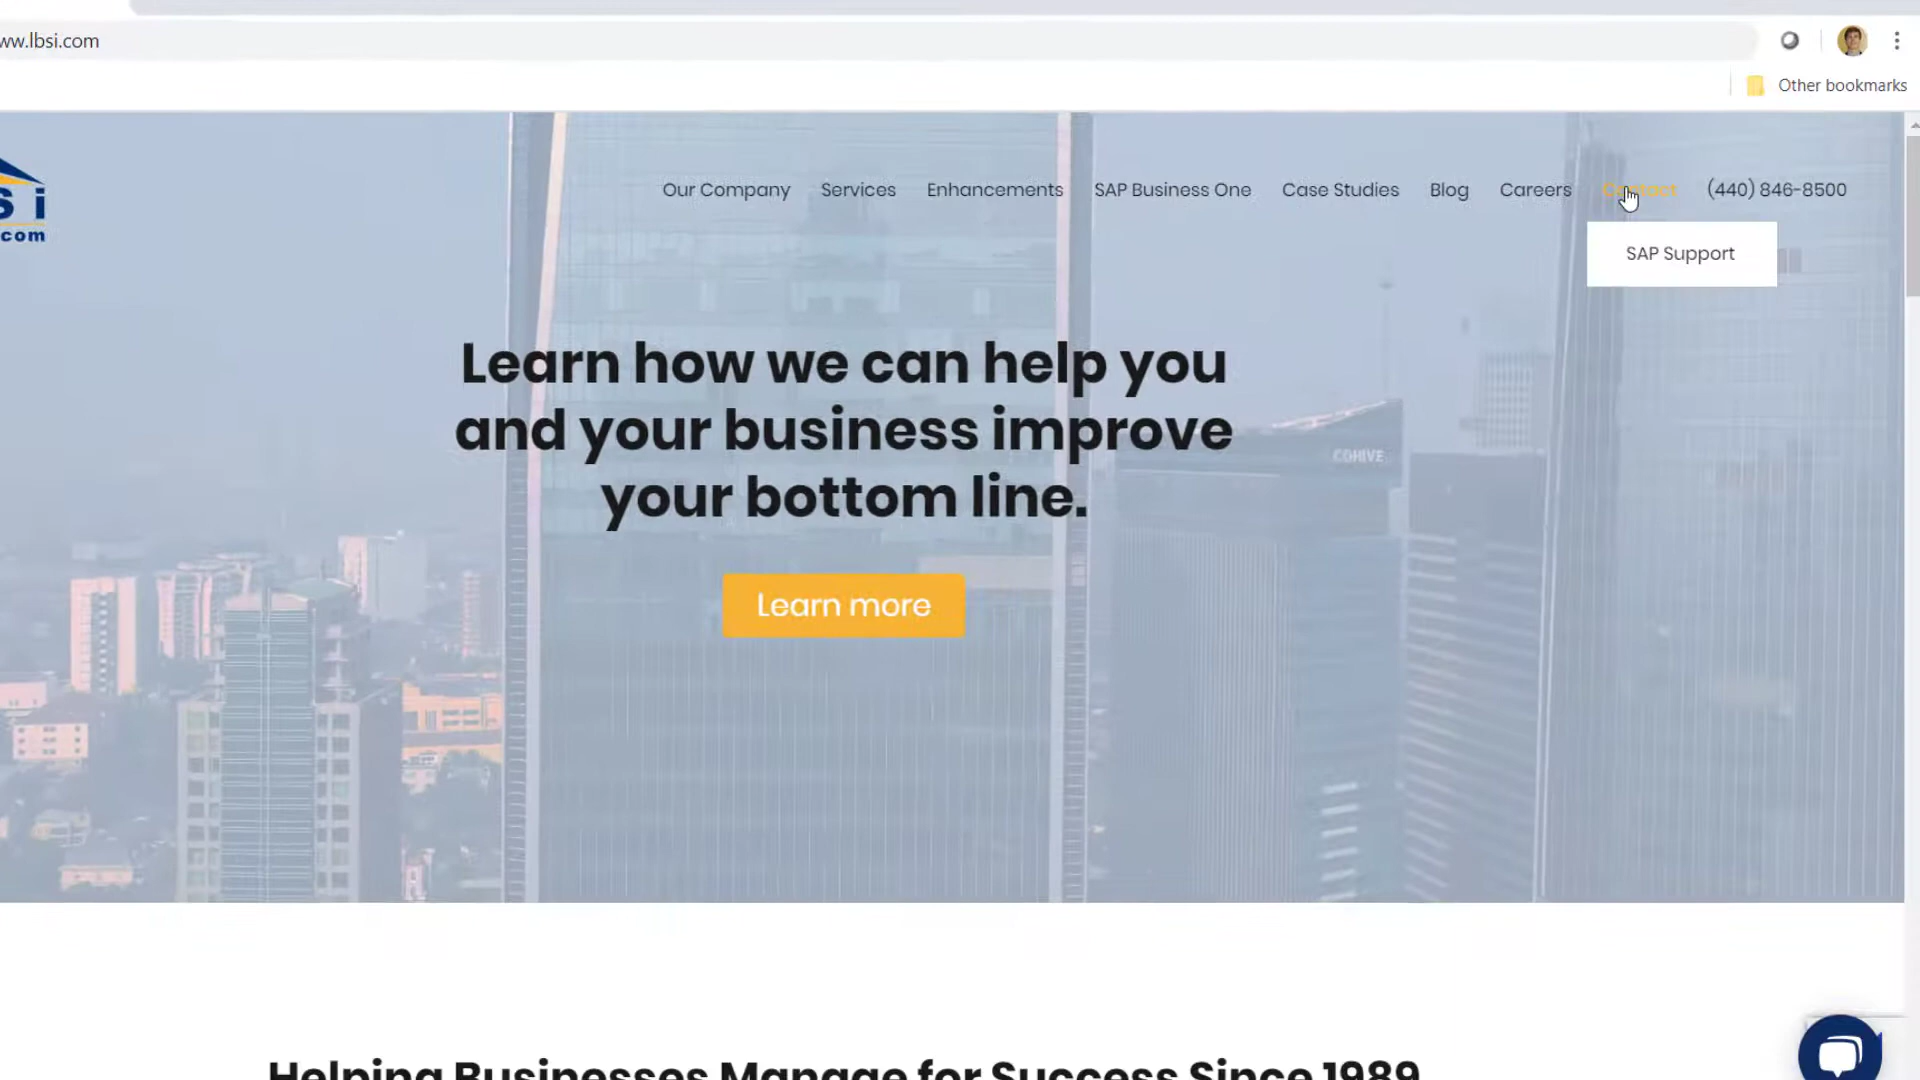 ww.lbsi.com
Other bookmarks
Si
com
Our Company Services Enhancements SAP Business One Case Studies Blog Careers Contact (440) 846-8500
SAP Support
Learn how we can help you
and your business improve
your bottom line.
COHIVE
Learn more
Helping Businesses Manage for Success Since 1989